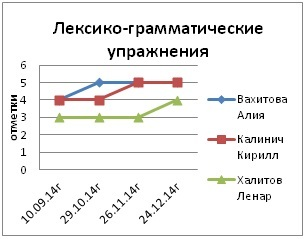 Лексико-грамматические
упражнения
отметки
6
5
4
3
2
1
0
10.09.14г
29.10.14г
26.11.14г
24.12.14г
Вахитова
Алия
Калинич
Кирилл
Халитов
Ленар